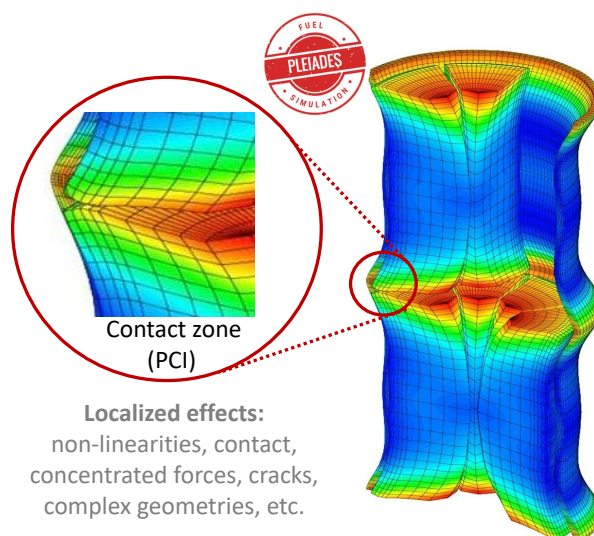 FUEL
PLEIADES
SIMULATION
Contact zone
(PCI)
Localized effects:
non-linearities, contact,
concentrated forces, cracks,
complex geometries, etc.